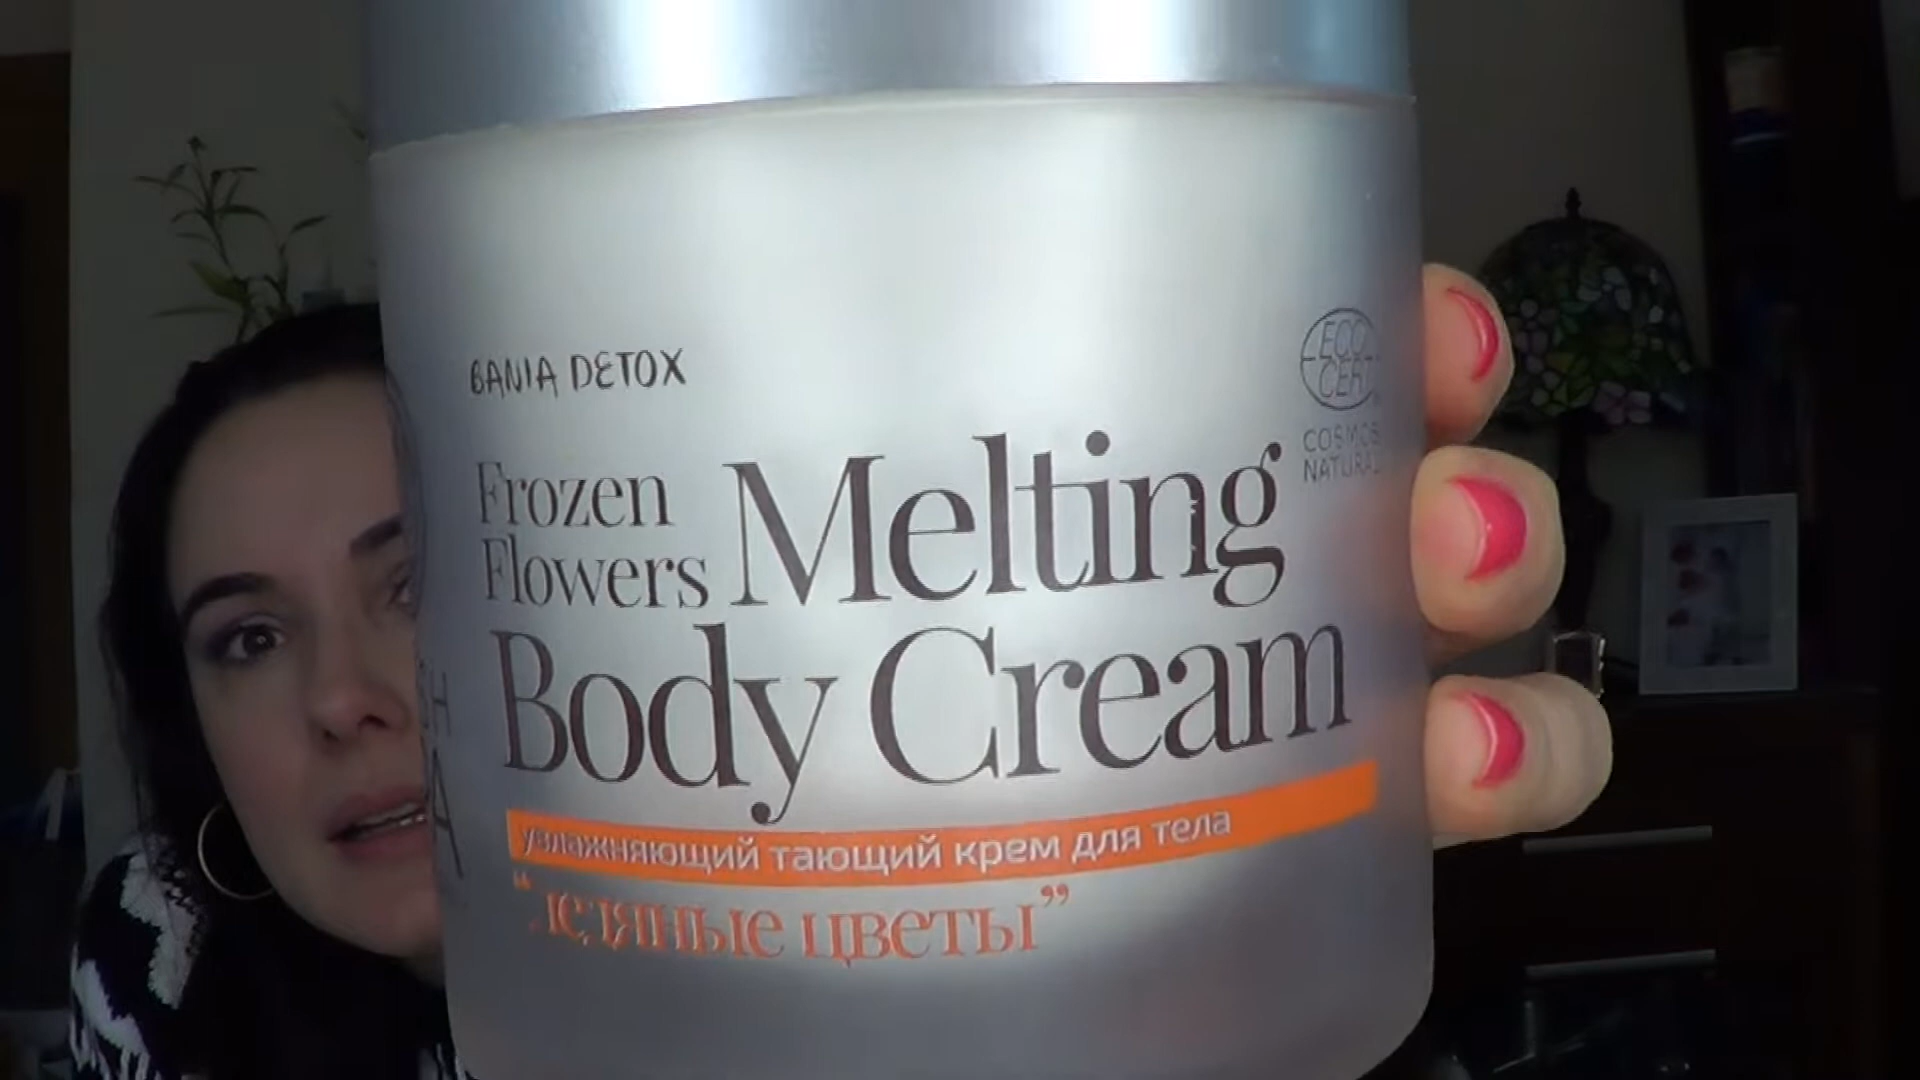 BANIA DETOX
ECO
CERT
COSMOS
NATURAL
Frozen
Flowers Melting
Body Cream
увлажняющий тающий крем для тела
"ледяные цветы"